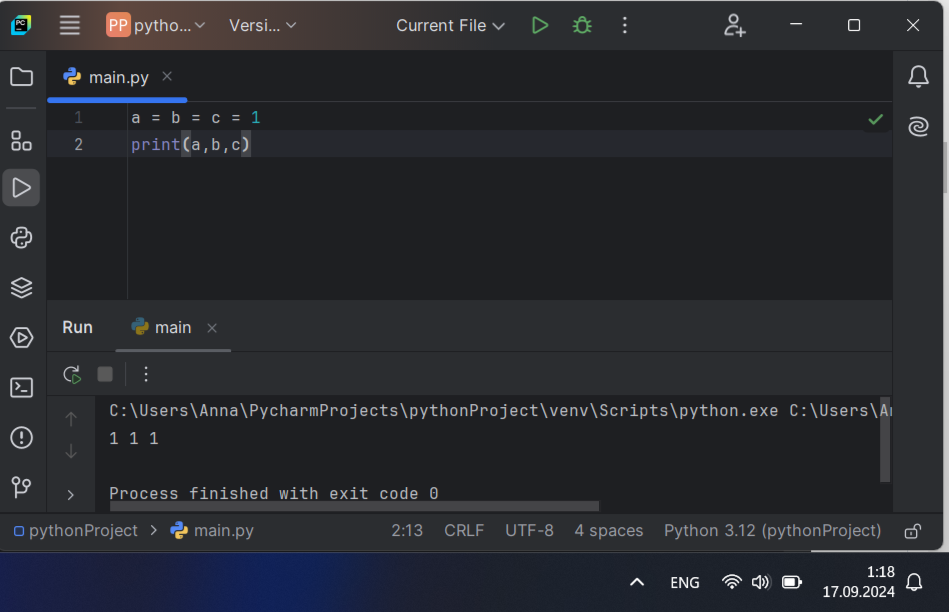 PC
PP pytho... Versi... Current File
main.py
1 a = b = c = 1
2 print(a,b,c)
Run main
C:\Users\Anna\PycharmProjects\pythonProject\venv\Scripts\python.exe C:\Users\An
1 1 1
Process finished with exit code 0
pythonProject > main.py 2:13 CRLF UTF-8 4 spaces Python 3.12 (pythonProject)
ENG 1:18
17.09.2024